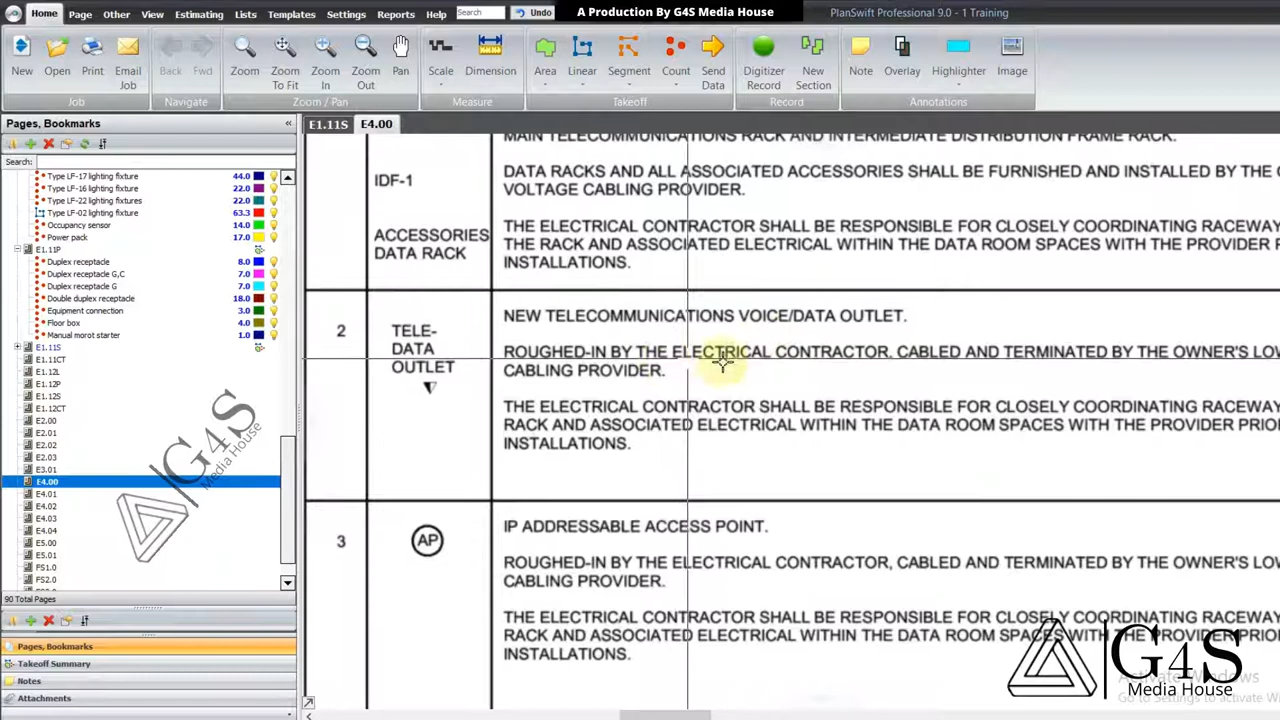 A Production By G4S Media House
PlanSwift Professional 9.0 - 1 Training
Home Page Other View Estimating Lists Templates Settings Reports Help Search Undo
New Open Print Email Job Back Fwd Zoom Zoom To Fit Zoom In Zoom Out Pan Scale Dimension Area Linear Segment Count Send Data Digitizer Record New Section Note Overlay Highlighter Image
Job Navigate Zoom / Pan Measure Takeoff Record Annotations
Pages, Bookmarks
Search:
Type LF-17 lighting fixture 44.0
Type LF-16 lighting fixture 22.0
Type LF-22 lighting fixtures 22.0
Type LF-02 lighting fixture 63.3
Occupancy sensor 14.0
Power pack 17.0
E1.11P
Duplex receptacle 8.0
Duplex receptacle G,C 7.0
Duplex receptacle G 7.0
Double duplex receptacle 18.0
Equipment connection 3.0
Floor box 4.0
Manual morot starter 1.0
E1.11S
E1.11CT
E1.12L
E1.12P
E1.12S
E1.12CT
E2.00
E2.01
E2.02
E2.03
E3.01
E4.00
E4.01
E4.02
E4.03
E4.04
E5.00
E5.01
FS1.0
FS2.0
90 Total Pages
Pages, Bookmarks
Takeoff Summary
Notes
Attachments
E1.11S E4.00
MAIN TELECOMMUNICATIONS RACK AND INTERMEDIATE DISTRIBUTION FRAME RACK.
IDF-1
DATA RACKS AND ALL ASSOCIATED ACCESSORIES SHALL BE FURNISHED AND INSTALLED BY THE
VOLTAGE CABLING PROVIDER.
ACCESSORIES
DATA RACK
THE ELECTRICAL CONTRACTOR SHALL BE RESPONSIBLE FOR CLOSELY COORDINATING RACEWAY
THE RACK AND ASSOCIATED ELECTRICAL WITHIN THE DATA ROOM SPACES WITH THE PROVIDER
INSTALLATIONS.
2
TELE-
DATA
OUTLET
NEW TELECOMMUNICATIONS VOICE/DATA OUTLET.
ROUGHED-IN BY THE ELECTRICAL CONTRACTOR, CABLED AND TERMINATED BY THE OWNER'S LOW
CABLING PROVIDER.
THE ELECTRICAL CONTRACTOR SHALL BE RESPONSIBLE FOR CLOSELY COORDINATING RACEWAY
RACK AND ASSOCIATED ELECTRICAL WITHIN THE DATA ROOM SPACES WITH THE PROVIDER PRIO
INSTALLATIONS.
3
AP
IP ADDRESSABLE ACCESS POINT.
ROUGHED-IN BY THE ELECTRICAL CONTRACTOR, CABLED AND TERMINATED BY THE OWNER'S LOW
CABLING PROVIDER.
THE ELECTRICAL CONTRACTOR SHALL BE RESPONSIBLE FOR CLOSELY COORDINATING RACEWAY
RACK AND ASSOCIATED ELECTRICAL WITHIN THE DATA ROOM SPACES WITH THE PROVIDER PRIO
INSTALLATIONS.
G4S
Media House
G4S
Media House
Activate Windows
Go to Settings to activate W